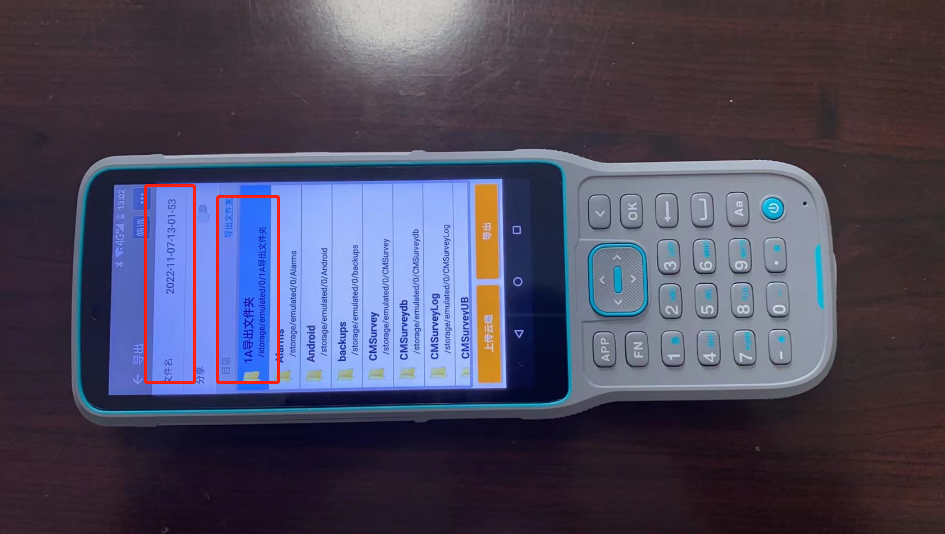 13:02
4G
导出
文件名 2022-11-07-13-01-53
分享
目录 导出文件夹
1A导出文件夹
/storage/emulated/0/1A导出文件夹
Alarms
/storage/emulated/0/Alarms
Android
/storage/emulated/0/Android
backups
/storage/emulated/0/backups
CMSurvey
/storage/emulated/0/CMSurvey
CMSurveydb
/storage/emulated/0/CMSurveydb
CMSurveyLog
/storage/emulated/0/CMSurveyLog
CMSurveyUB
上传云端 导出
APP
OK
FN
Aa
1
2
3
4
5
6
7
8
9
-
0
.